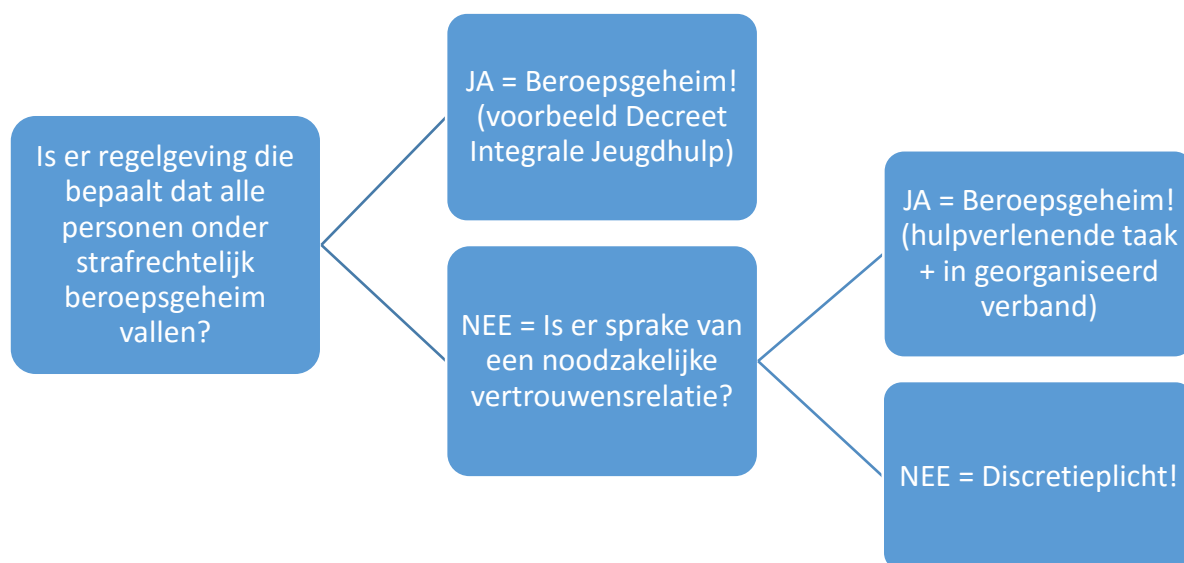 Is er regelgeving die
bepaalt dat alle
personen onder
strafrechtelijk
beroepsgeheim
vallen?
JA = Beroepsgeheim!
(voorbeeld Decreet
Integrale Jeugdhulp)
NEE = Is er sprake van
een noodzakelijke
vertrouwensrelatie?
JA = Beroepsgeheim!
(hulpverlenende taak
+ in georganiseerd
verband)
NEE = Discretieplicht!